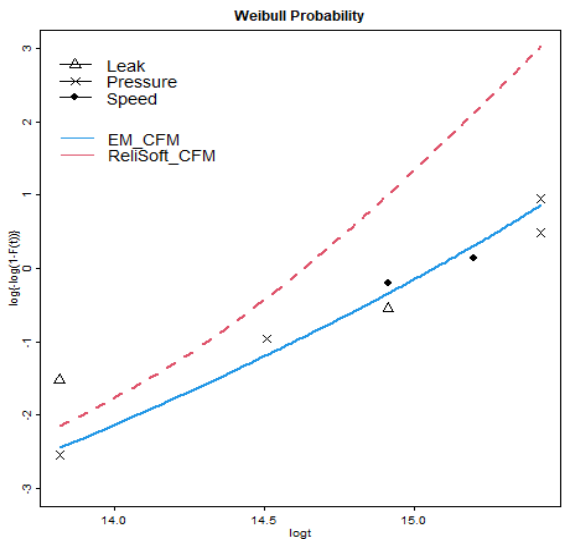 Weibull Probability
Leak
Pressure
Speed
EM_CFM
ReliSoft_CFM
log{-log(1-F(t))}
3
2
1
0
-1
-2
-3
14.0 14.5 15.0
logt